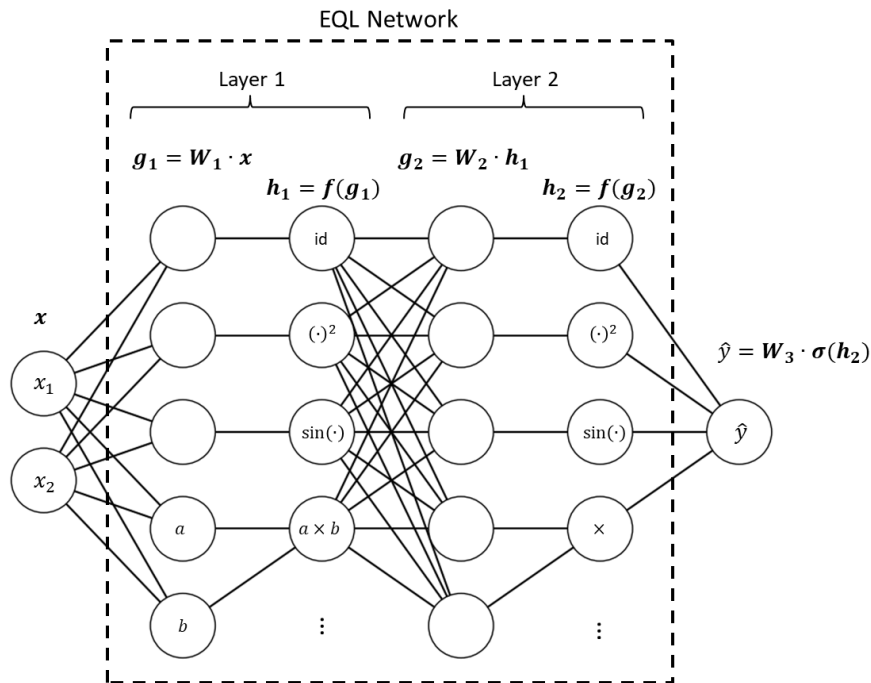 EQL Network
Layer 1
Layer 2
g₁ = W₁ · x
g₂ = W₂ · h₁
h₁ = f(g₁)
h₂ = f(g₂)
id
id
x
(·)²
(·)²
ŷ = W₃ · σ(h₂)
x₁
sin(·)
sin(·)
ŷ
x₂
a
a × b
×
b
⋮
⋮